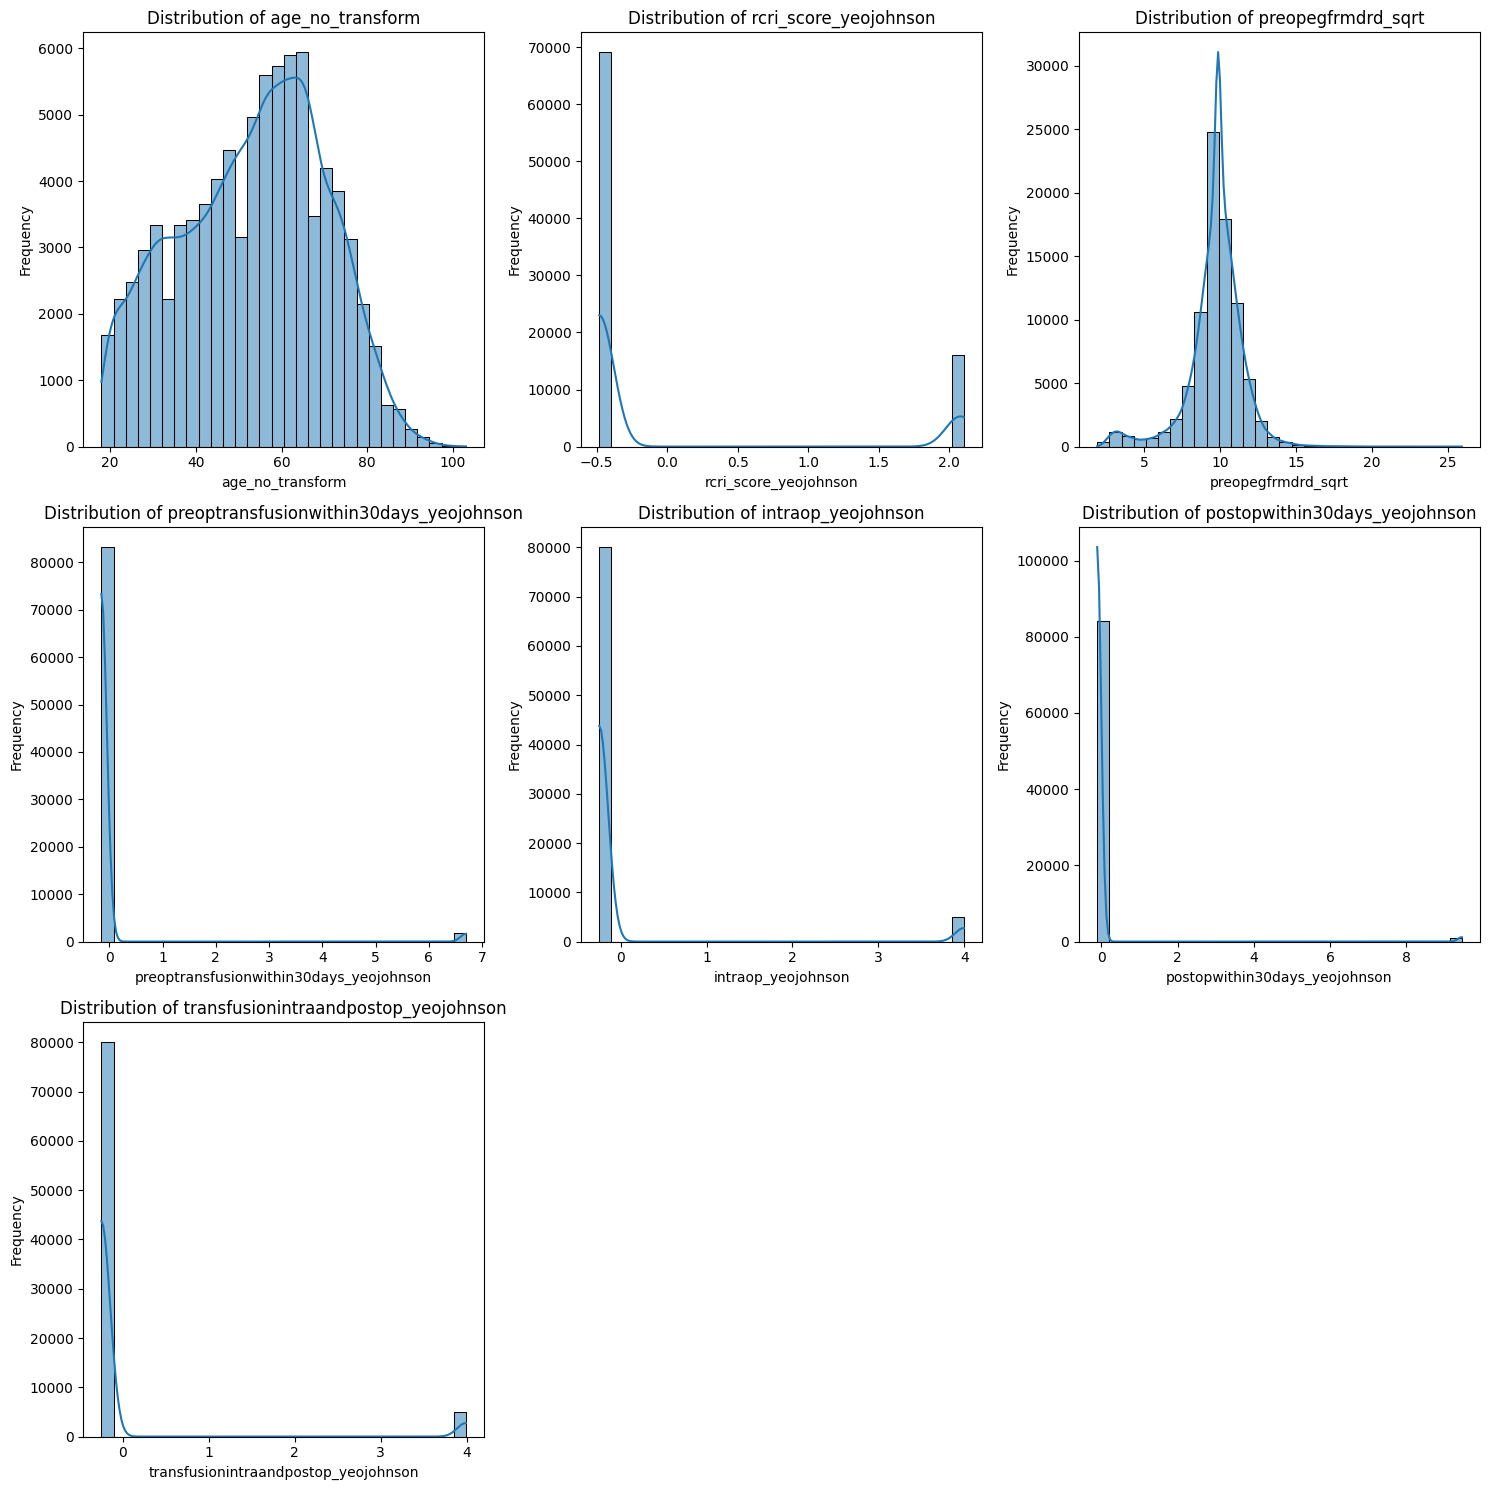 Distribution of age_no_transform
Frequency
6000
5000
4000
3000
2000
1000
0
20 40 60 80 100
age_no_transform
Distribution of rcri_score_yeojohnson
Frequency
70000
60000
50000
40000
30000
20000
10000
0
−0.5 0.0 0.5 1.0 1.5 2.0
rcri_score_yeojohnson
Distribution of preopegfrmdrd_sqrt
Frequency
30000
25000
20000
15000
10000
5000
0
5 10 15 20 25
preopegfrmdrd_sqrt
Distribution of preoptransfusionwithin30days_yeojohnson
Frequency
80000
70000
60000
50000
40000
30000
20000
10000
0
0 1 2 3 4 5 6 7
preoptransfusionwithin30days_yeojohnson
Distribution of intraop_yeojohnson
Frequency
80000
70000
60000
50000
40000
30000
20000
10000
0
0 1 2 3 4
intraop_yeojohnson
Distribution of postopwithin30days_yeojohnson
Frequency
100000
80000
60000
40000
20000
0
0 2 4 6 8
postopwithin30days_yeojohnson
Distribution of transfusionintraandpostop_yeojohnson
Frequency
80000
70000
60000
50000
40000
30000
20000
10000
0
0 1 2 3 4
transfusionintraandpostop_yeojohnson